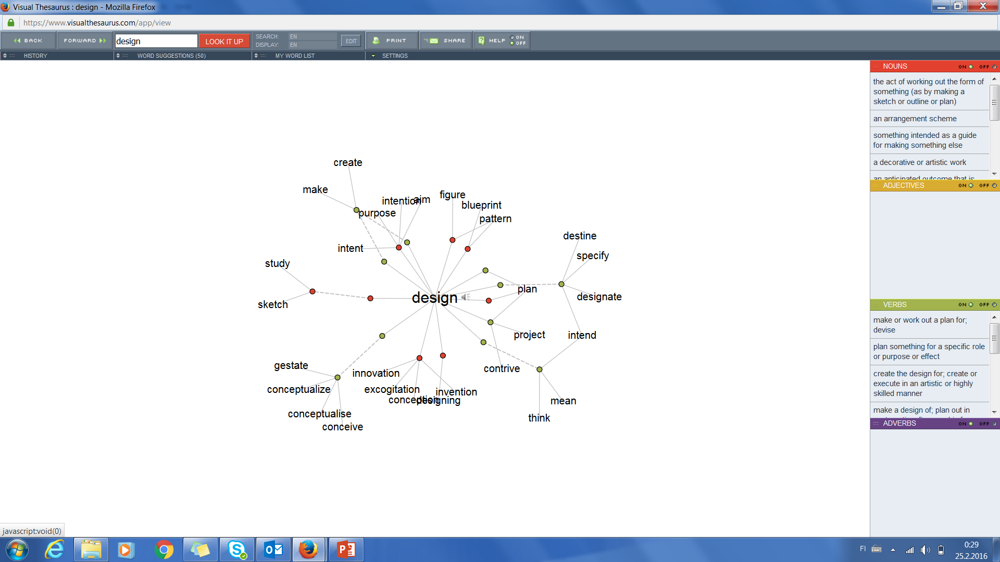 Visual Thesaurus : design - Mozilla Firefox
https://www.visualthesaurus.com/app/view
BACK
FORWARD
design
LOOK IT UP
SEARCH: EN
DISPLAY: EN
EDIT
PRINT
SHARE
HELP
ON
OFF
HISTORY
WORD SUGGESTIONS (50)
MY WORD LIST
SETTINGS
create
make
intention
aim
purpose
figure
blueprint
pattern
intent
study
sketch
destine
specify
plan
designate
design
project
intend
contrive
mean
think
gestate
conceptualize
conceptualise
conceive
innovation
excogitation
conception
designing
invention
NOUNS ON OFF
the act of working out the form of
something (as by making a
sketch or outline or plan)
an arrangement scheme
something intended as a guide
for making something else
a decorative or artistic work
an anticipated outcome that is
ADJECTIVES ON OFF
VERBS ON OFF
make or work out a plan for;
devise
plan something for a specific role
or purpose or effect
create the design for; create or
execute in an artistic or highly
skilled manner
make a design of; plan out in
ADVERBS ON OFF
javascript:void(0)
FI
0:29
25.2.2016